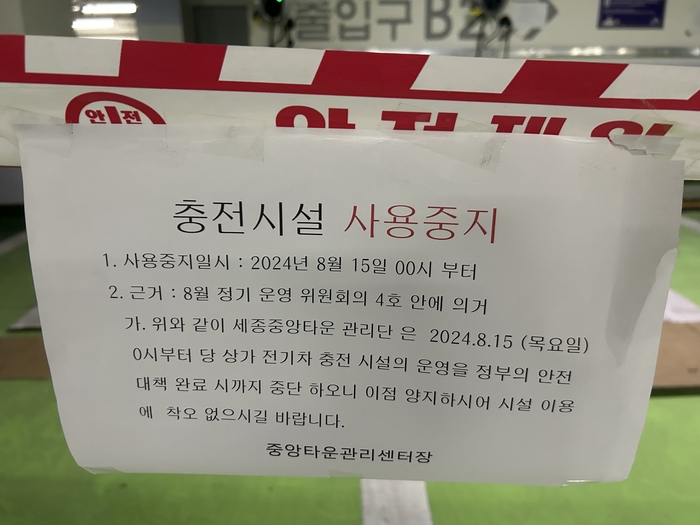 출입구 B2
안전
안전제일
충전시설 사용중지
1. 사용중지일시 : 2024년 8월 15일 00시 부터
2. 근거 : 8월 정기 운영 위원회의 4호 안에 의거
가. 위와 같이 세종중앙타운 관리단 은 2024.8.15 (목요일)
0시부터 당 상가 전기차 충전 시설의 운영을 정부의 안전
대책 완료 시까지 중단 하오니 이점 양지하시어 시설 이용
에 착오 없으시길 바랍니다.
중앙타운관리센터장